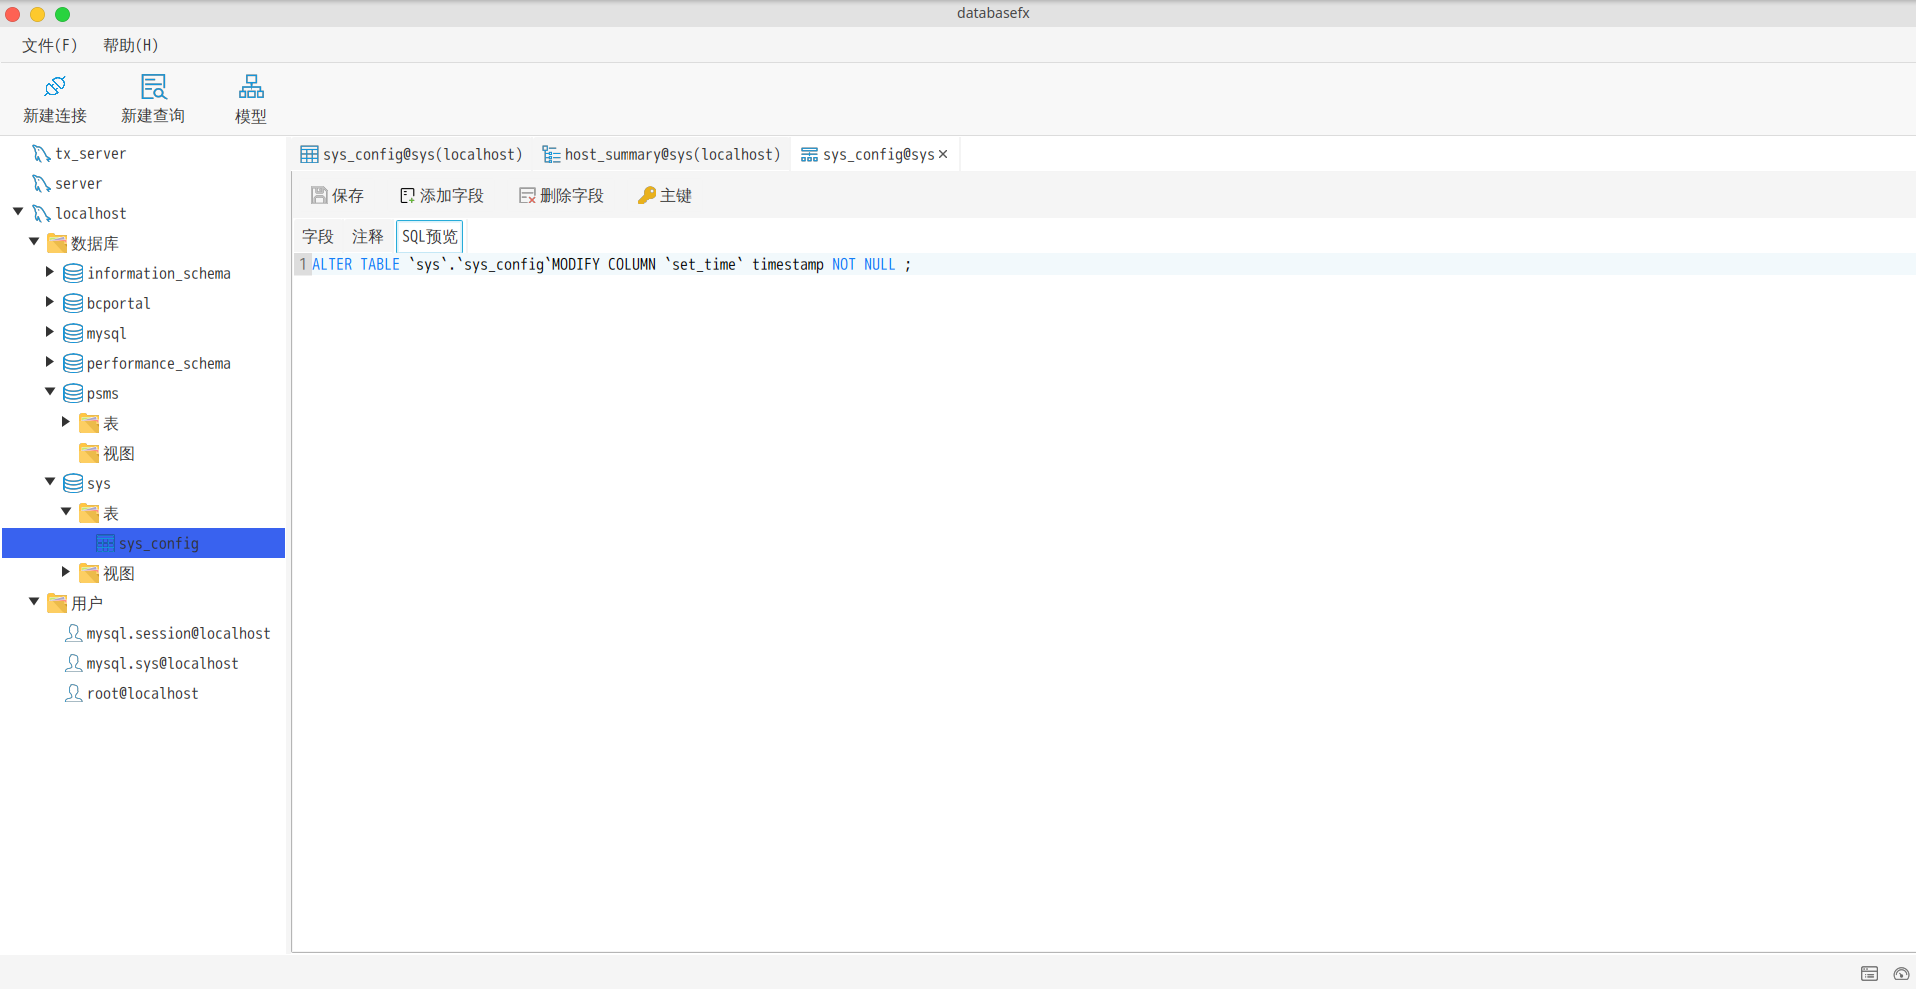 databasefx
文件(F) 帮助(H)
新建连接 新建查询 模型
tx_server
server
localhost
数据库
information_schema
bcportal
mysql
performance_schema
psms
表
视图
sys
表
sys_config
视图
用户
mysql.session@localhost
mysql.sys@localhost
root@localhost
sys_config@sys(localhost) host_summary@sys(localhost) sys_config@sys
保存 添加字段 删除字段 主键
字段 注释 SQL预览
1 ALTER TABLE `sys`.`sys_config`MODIFY COLUMN `set_time` timestamp NOT NULL ;